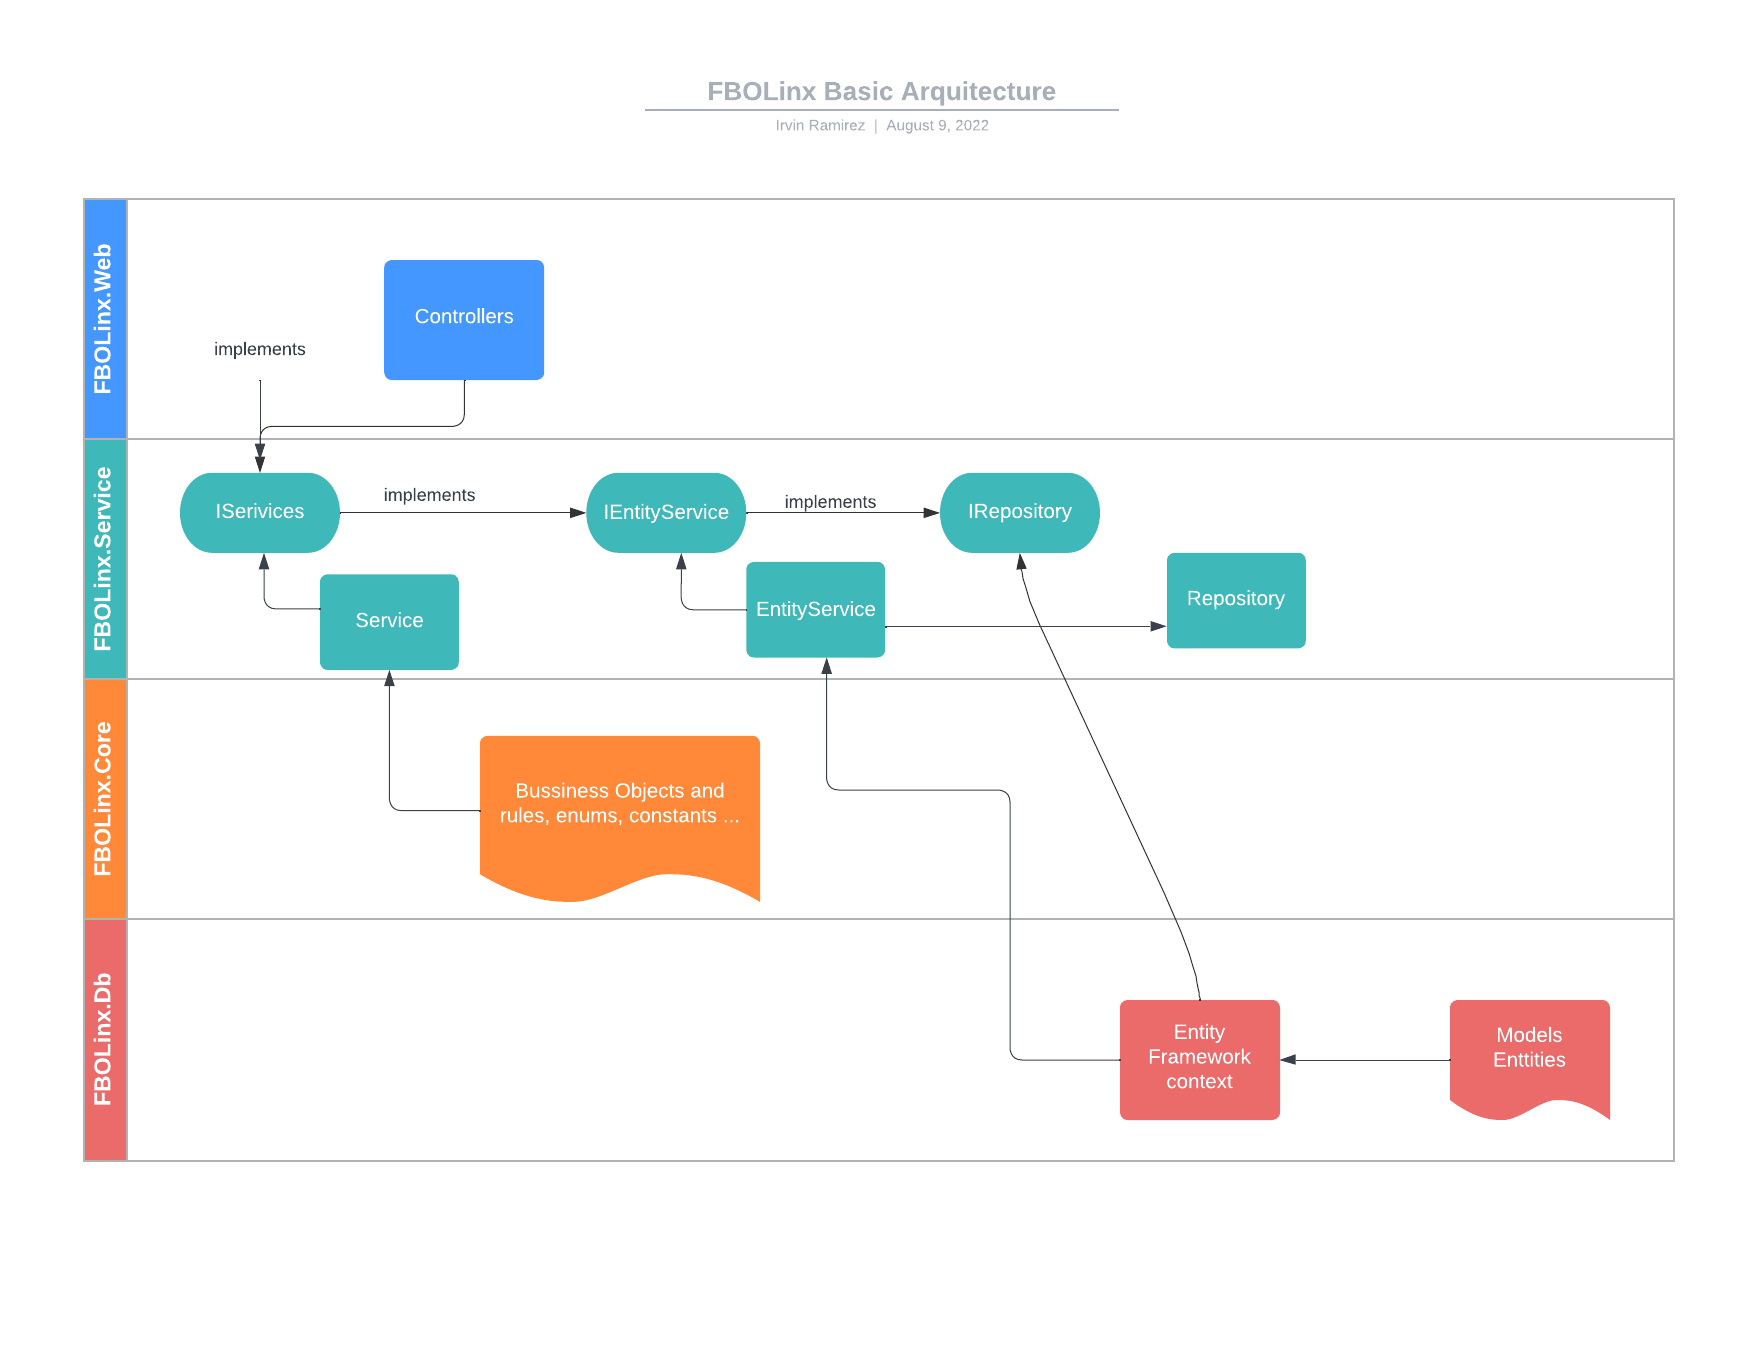 FBOLinx Basic Arquitecture
Irvin Ramirez | August 9, 2022
FBOLinx.Web
Controllers
implements
FBOLinx.Service
ISerivices
implements
IEntityService
implements
IRepository
Service
EntityService
Repository
FBOLinx.Core
Bussiness Objects and
rules, enums, constants ...
FBOLinx.Db
Entity
Framework
context
Models
Enttities